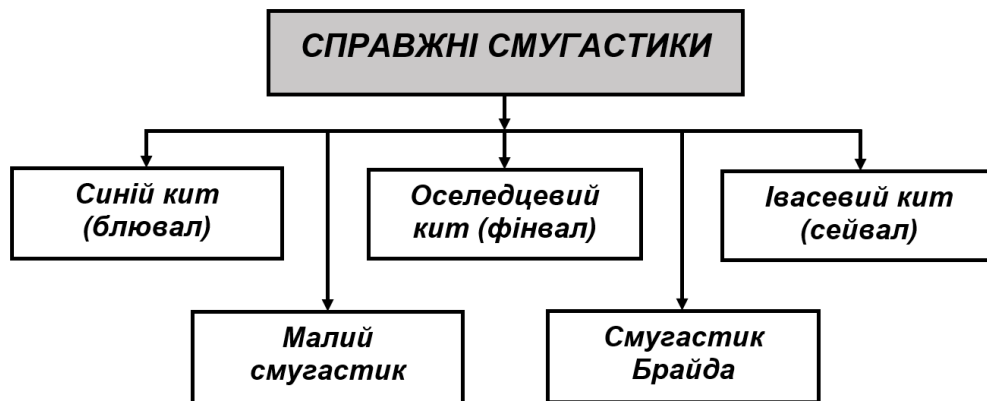 СПРАВЖНІ СМУГАСТИКИ
Синій кит
(блювал)
Оселедцевий
кит (фінвал)
Івасевий кит
(сейвал)
Малий
смугастик
Смугастик
Брайда